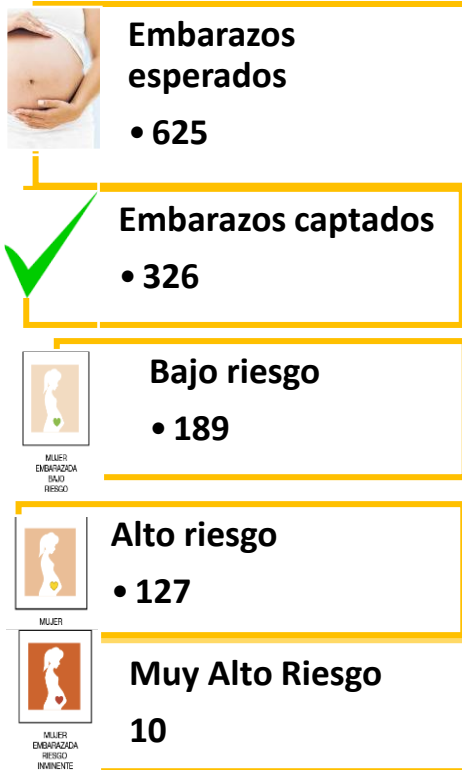 Embarazos
esperados
• 625
Embarazos captados
• 326
Bajo riesgo
• 189
MUJER
EMBARAZADA
BAJO
RIESGO
Alto riesgo
• 127
MUJER
Muy Alto Riesgo
10
MUJER
EMBARAZADA
RIESGO
INMINENTE